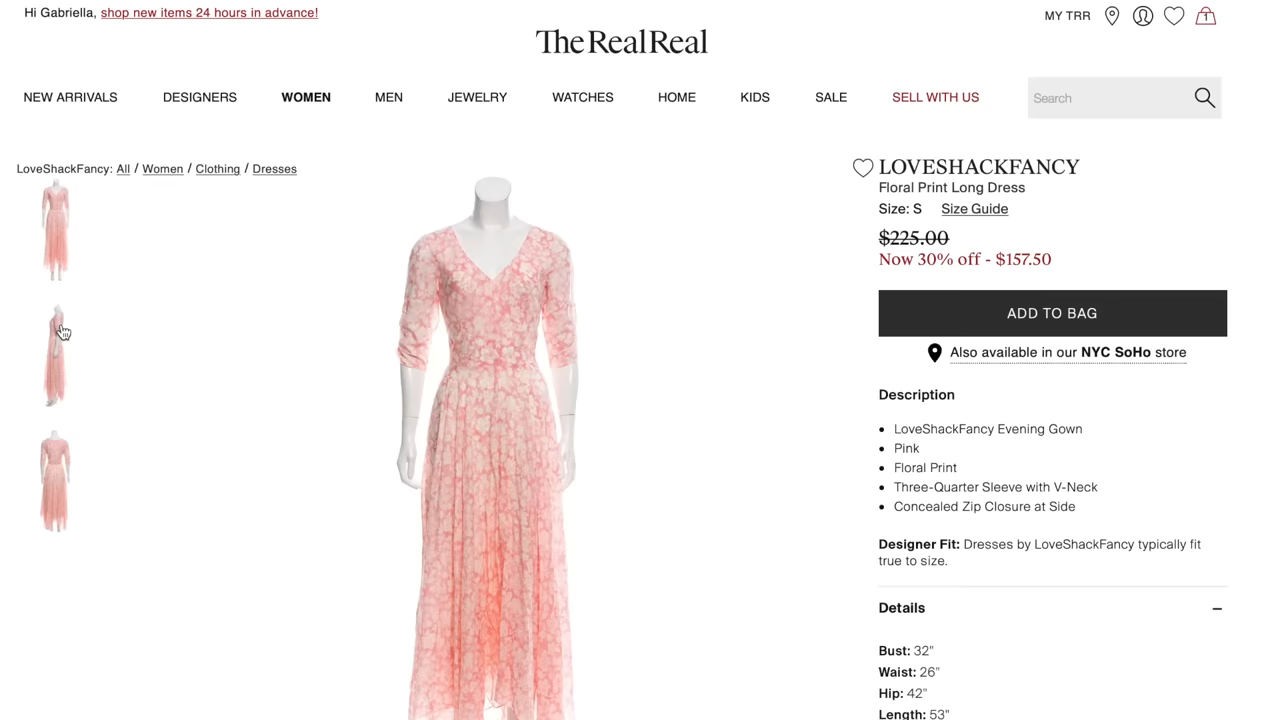 Hi Gabriella, shop new items 24 hours in advance!
MY TRR
1
The RealReal
NEW ARRIVALS DESIGNERS WOMEN MEN JEWELRY WATCHES HOME KIDS SALE SELL WITH US
Search
LoveShackFancy: All / Women / Clothing / Dresses
LOVESHACKFANCY
Floral Print Long Dress
Size: S Size Guide
$225.00
Now 30% off - $157.50
ADD TO BAG
Also available in our NYC SoHo store
Description
• LoveShackFancy Evening Gown
• Pink
• Floral Print
• Three-Quarter Sleeve with V-Neck
• Concealed Zip Closure at Side
Designer Fit: Dresses by LoveShackFancy typically fit
true to size.
Details
Bust: 32"
Waist: 26"
Hip: 42"
Length: 53"